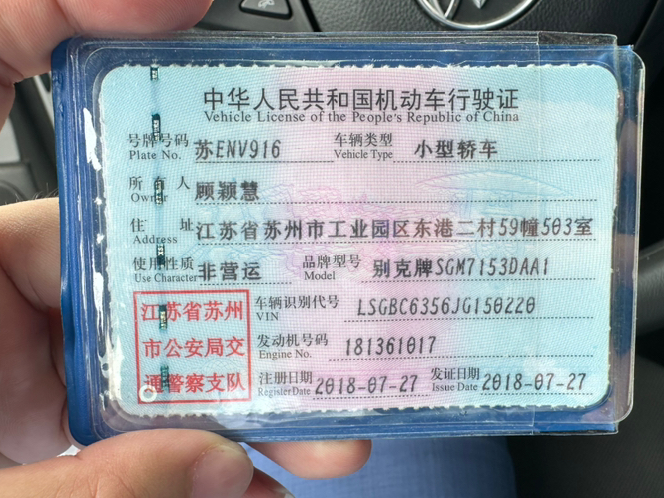 中华人民共和国机动车行驶证
Vehicle License of the People's Republic of China
号牌号码 苏ENV916 车辆类型 小型轿车
Plate No. Vehicle Type
所有人 顾颖慧
Owner
住址 江苏省苏州市工业园区东港二村59幢503室
Address
使用性质 非营运 品牌型号 别克牌SGM7153DAA1
Use Character Model
江苏省苏州
市公安局交
通警察支队
车辆识别代号 LSGBC6356JG150220
VIN
发动机号码 181361017
Engine No.
注册日期 2018-07-27 发证日期 2018-07-27
Register Date Issue Date